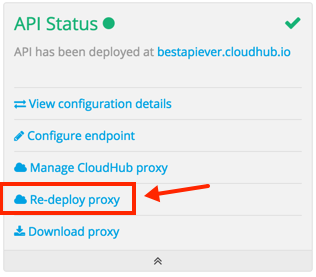 API Status
API has been deployed at bestapiever.cloudhub.io
View configuration details
Configure endpoint
Manage CloudHub proxy
Re-deploy proxy
Download proxy